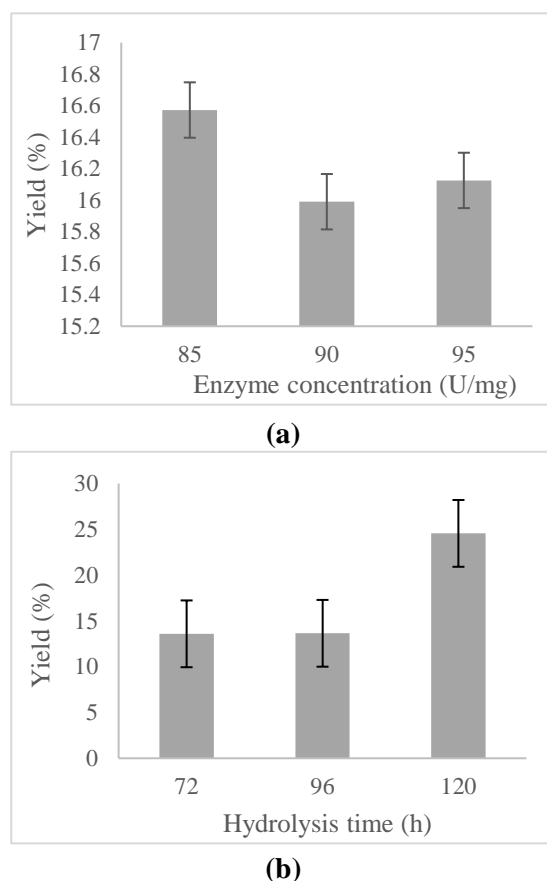 17
16.8
16.6
16.4
16.2
16
15.8
15.6
15.4
15.2
Yield (%)
85 90 95
Enzyme concentration (U/mg)
(a)
30
25
20
15
10
5
0
Yield (%)
72 96 120
Hydrolysis time (h)
(b)